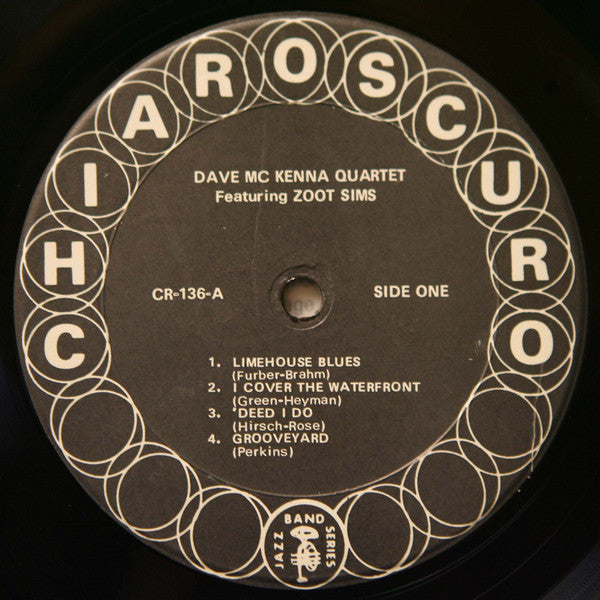 CHIAROSCURO
DAVE MC KENNA QUARTET
Featuring ZOOT SIMS
CR-136-A
SIDE ONE
1. LIMEHOUSE BLUES
(Furber-Brahm)
2. I COVER THE WATERFRONT
(Green-Heyman)
3. 'DEED I DO
(Hirsch-Rose)
4. GROOVEYARD
(Perkins)
JAZZ BAND SERIES